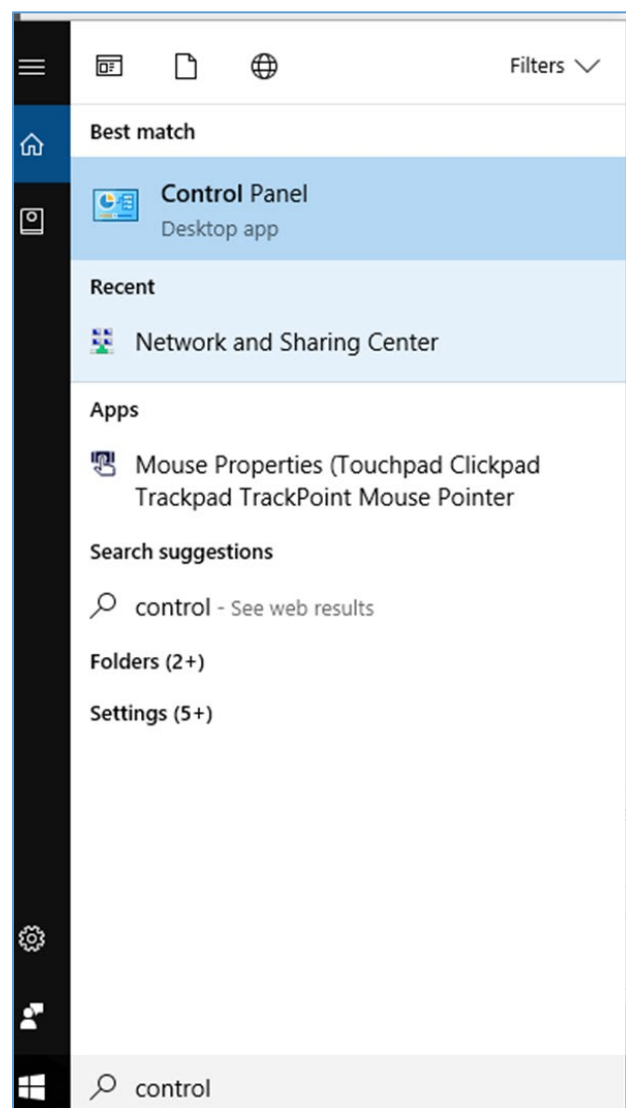 Filters
Best match
Control Panel
Desktop app
Recent
Network and Sharing Center
Apps
Mouse Properties (Touchpad Clickpad
Trackpad TrackPoint Mouse Pointer
Search suggestions
control - See web results
Folders (2+)
Settings (5+)
control